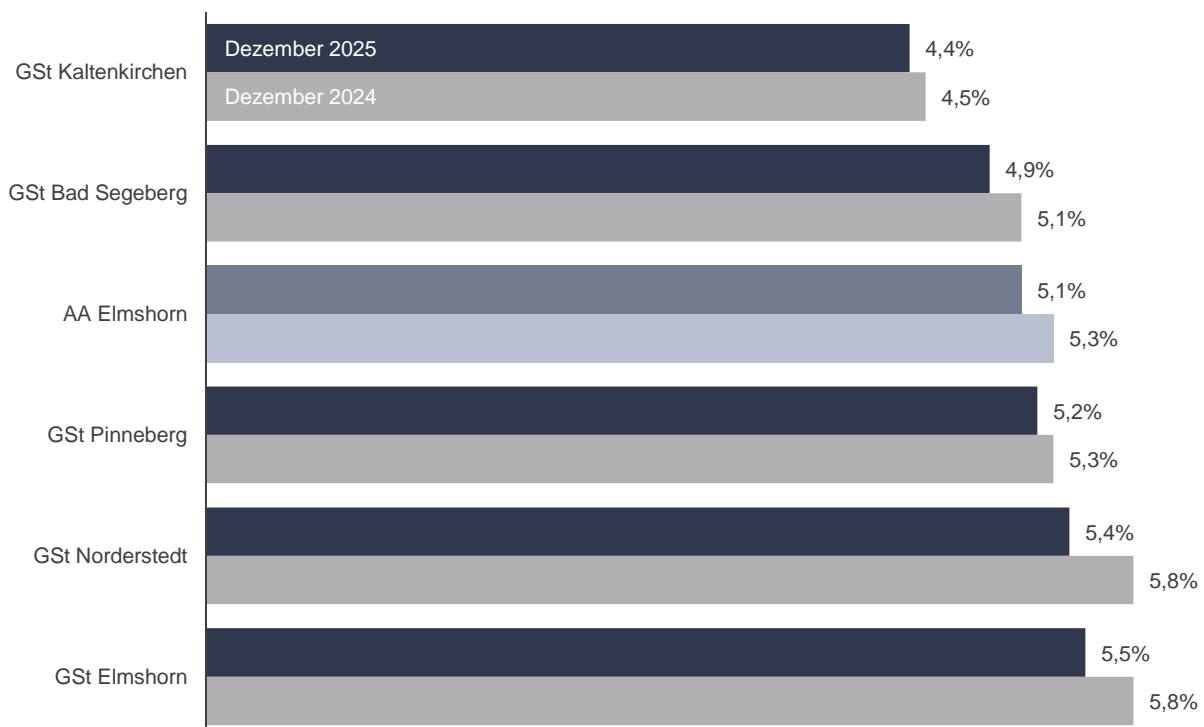 Dezember 2025
4,4%
GSt Kaltenkirchen
Dezember 2024
4,5%
4,9%
GSt Bad Segeberg
5,1%
5,1%
AA Elmshorn
5,3%
5,2%
GSt Pinneberg
5,3%
5,4%
GSt Norderstedt
5,8%
5,5%
GSt Elmshorn
5,8%